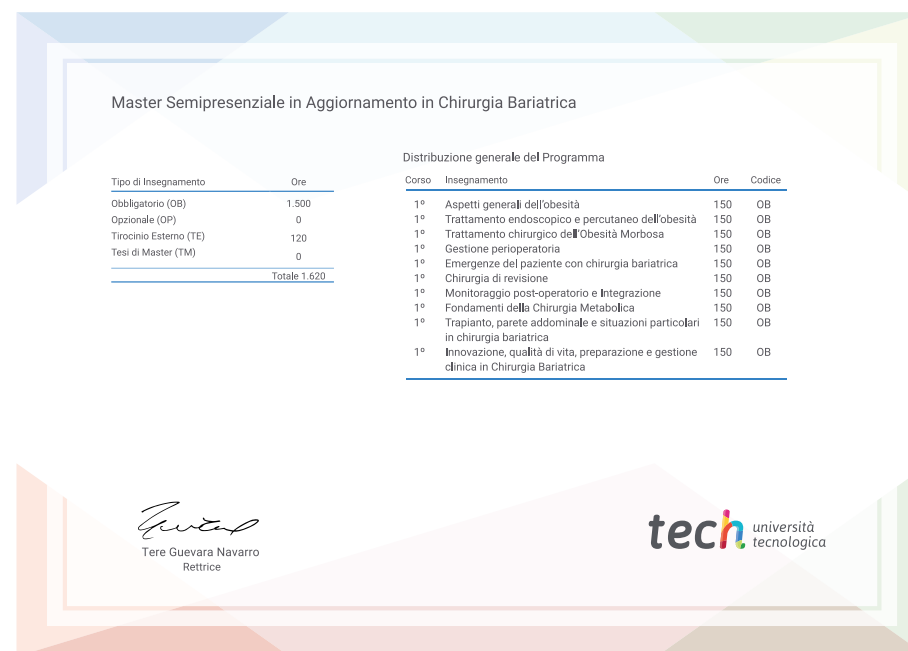 Master Semipresenziale in Aggiornamento in Chirurgia Bariatrica
Tipo di Insegnamento Ore
Obbligatorio (OB) 1.500
Opzionale (OP) 0
Tirocinio Esterno (TE) 120
Tesi di Master (TM) 0
Totale 1.620
Distribuzione generale del Programma
Corso Insegnamento Ore Codice
1º Aspetti generali dell'obesità 150 OB
1º Trattamento endoscopico e percutaneo dell'obesità 150 OB
1º Trattamento chirurgico dell'Obesità Morbosa 150 OB
1º Gestione perioperatoria 150 OB
1º Emergenze del paziente con chirurgia bariatrica 150 OB
1º Chirurgia di revisione 150 OB
1º Monitoraggio post-operatorio e Integrazione 150 OB
1º Fondamenti della Chirurgia Metabolica 150 OB
1º Trapianto, parete addominale e situazioni particolari 150 OB
in chirurgia bariatrica
1º Innovazione, qualità di vita, preparazione e gestione 150 OB
clinica in Chirurgia Bariatrica
Tere Guevara Navarro
Rettrice
tech università
tecnologica